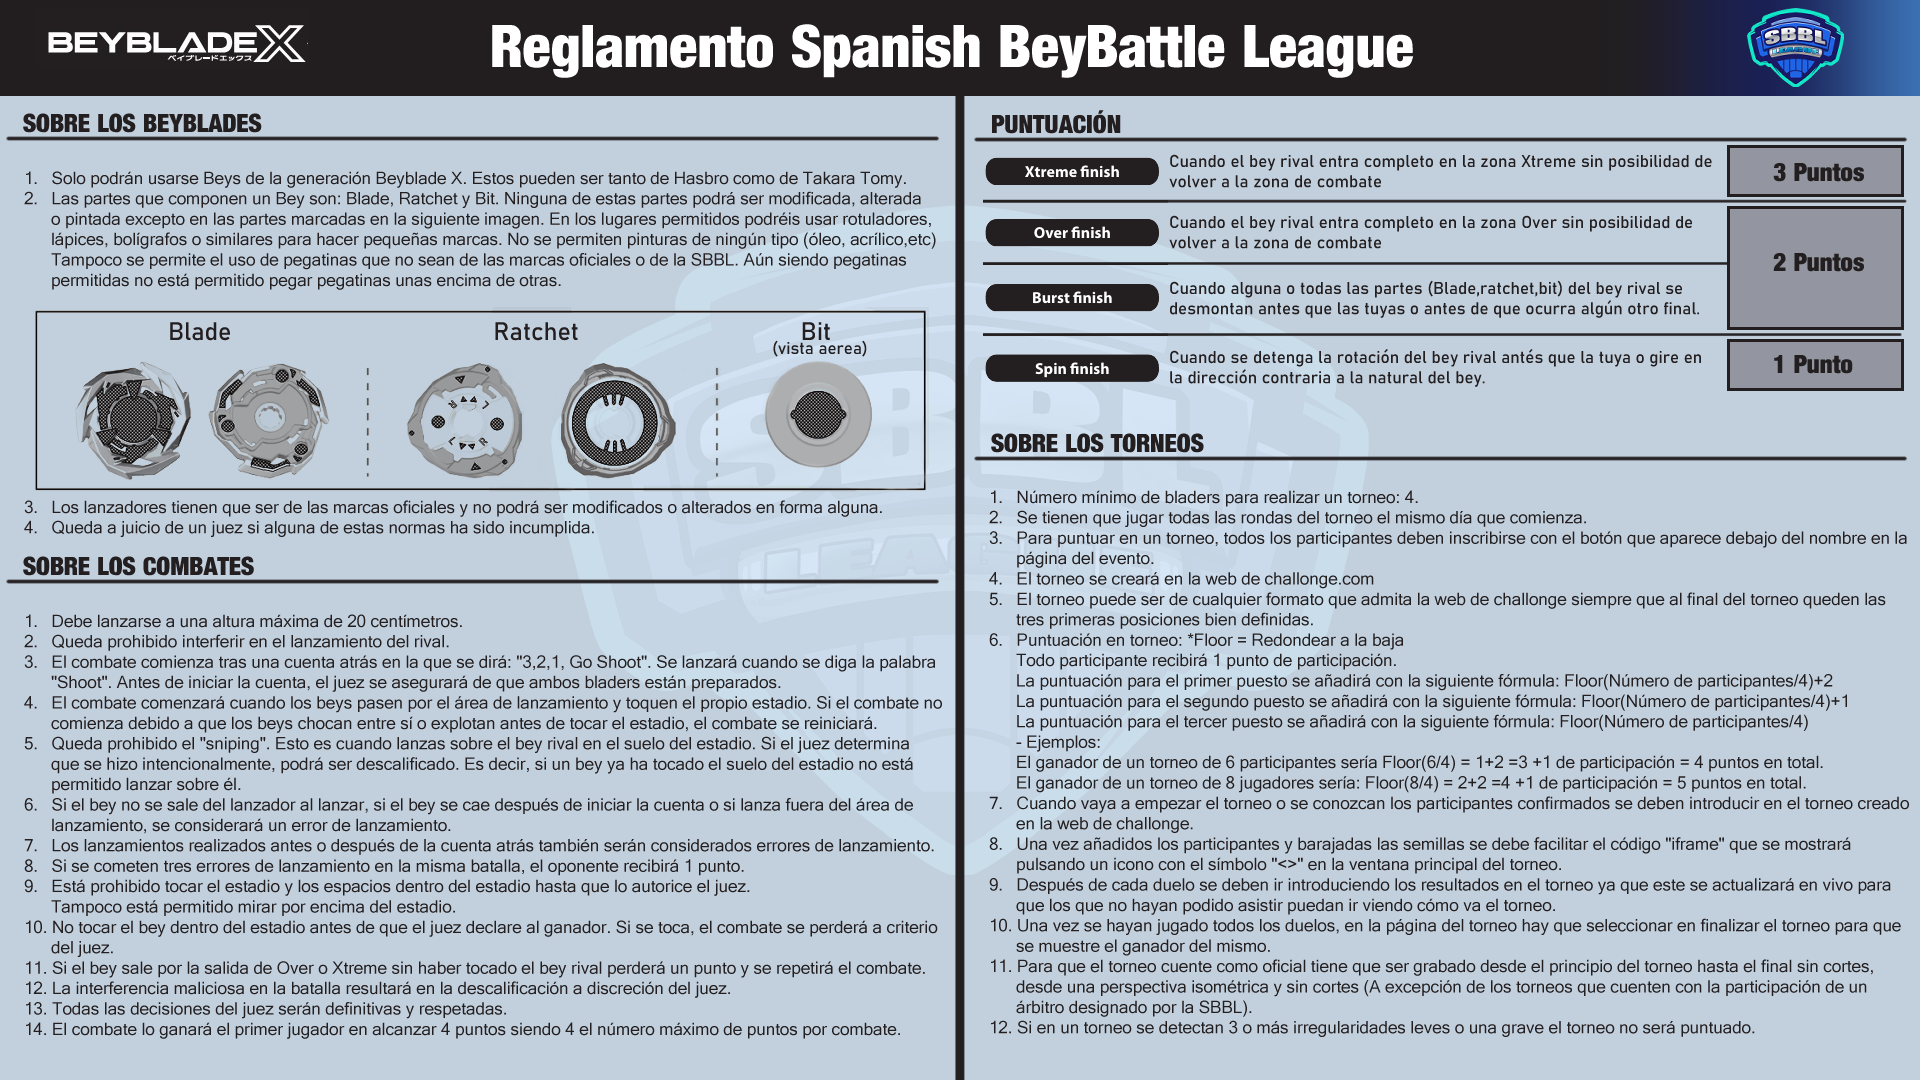 BEYBLADEX
ベイブレードエックス
Reglamento Spanish BeyBattle League
SBBL
LEAGUE
SOBRE LOS BEYBLADES
1. Solo podrán usarse Beys de la generación Beyblade X. Estos pueden ser tanto de Hasbro como de Takara Tomy.
2. Las partes que componen un Bey son: Blade, Ratchet y Bit. Ninguna de estas partes podrá ser modificada, alterada
o pintada excepto en las partes marcadas en la siguiente imagen. En los lugares permitidos podréis usar rotuladores,
lápices, bolígrafos o similares para hacer pequeñas marcas. No se permiten pinturas de ningún tipo (óleo, acrílico,etc)
Tampoco se permite el uso de pegatinas que no sean de las marcas oficiales o de la SBBL. Aún siendo pegatinas
permitidas no está permitido pegar pegatinas unas encima de otras.
Blade
Ratchet
Bit
(vista aerea)
R
L
L
R
3. Los lanzadores tienen que ser de las marcas oficiales y no podrá ser modificados o alterados en forma alguna.
4. Queda a juicio de un juez si alguna de estas normas ha sido incumplida.
SOBRE LOS COMBATES
1. Debe lanzarse a una altura máxima de 20 centímetros.
2. Queda prohibido interferir en el lanzamiento del rival.
3. El combate comienza tras una cuenta atrás en la que se dirá: "3,2,1, Go Shoot". Se lanzará cuando se diga la palabra
"Shoot". Antes de iniciar la cuenta, el juez se asegurará de que ambos bladers están preparados.
4. El combate comenzará cuando los beys pasen por el área de lanzamiento y toquen el propio estadio. Si el combate no
comienza debido a que los beys chocan entre sí o explotan antes de tocar el estadio, el combate se reiniciará.
5. Queda prohibido el "sniping". Esto es cuando lanzas sobre el bey rival en el suelo del estadio. Si el juez determina
que se hizo intencionalmente, podrá ser descalificado. Es decir, si un bey ya ha tocado el suelo del estadio no está
permitido lanzar sobre él.
6. Si el bey no se sale del lanzador al lanzar, si el bey se cae después de iniciar la cuenta o si lanza fuera del área de
lanzamiento, se considerará un error de lanzamiento.
7. Los lanzamientos realizados antes o después de la cuenta atrás también serán considerados errores de lanzamiento.
8. Si se cometen tres errores de lanzamiento en la misma batalla, el oponente recibirá 1 punto.
9. Está prohibido tocar el estadio y los espacios dentro del estadio hasta que lo autorice el juez.
Tampoco está permitido mirar por encima del estadio.
10. No tocar el bey dentro del estadio antes de que el juez declare al ganador. Si se toca, el combate se perderá a criterio
del juez.
11. Si el bey sale por la salida de Over o Xtreme sin haber tocado el bey rival perderá un punto y se repetirá el combate.
12. La interferencia maliciosa en la batalla resultará en la descalificación a discreción del juez.
13. Todas las decisiones del juez serán definitivas y respetadas.
14. El combate lo ganará el primer jugador en alcanzar 4 puntos siendo 4 el número máximo de puntos por combate.
PUNTUACIÓN
Xtreme finish
Cuando el bey rival entra completo en la zona Xtreme sin posibilidad de
volver a la zona de combate
3 Puntos
Over finish
Cuando el bey rival entra completo en la zona Over sin posibilidad de
volver a la zona de combate
2 Puntos
Burst finish
Cuando alguna o todas las partes (Blade,ratchet,bit) del bey rival se
desmontan antes que las tuyas o antes de que ocurra algún otro final.
Spin finish
Cuando se detenga la rotación del bey rival antés que la tuya o gire en
la dirección contraria a la natural del bey.
1 Punto
SOBRE LOS TORNEOS
1. Número mínimo de bladers para realizar un torneo: 4.
2. Se tienen que jugar todas las rondas del torneo el mismo día que comienza.
3. Para puntuar en un torneo, todos los participantes deben inscribirse con el botón que aparece debajo del nombre en la
página del evento.
4. El torneo se creará en la web de challonge.com
5. El torneo puede ser de cualquier formato que admita la web de challonge siempre que al final del torneo queden las
tres primeras posiciones bien definidas.
6. Puntuación en torneo: *Floor = Redondear a la baja
Todo participante recibirá 1 punto de participación.
La puntuación para el primer puesto se añadirá con la siguiente fórmula: Floor(Número de participantes/4)+2
La puntuación para el segundo puesto se añadirá con la siguiente fórmula: Floor(Número de participantes/4)+1
La puntuación para el tercer puesto se añadirá con la siguiente fórmula: Floor(Número de participantes/4)
- Ejemplos:
El ganador de un torneo de 6 participantes sería Floor(6/4) = 1+2 =3 +1 de participación = 4 puntos en total.
El ganador de un torneo de 8 jugadores sería: Floor(8/4) = 2+2 =4 +1 de participación = 5 puntos en total.
7. Cuando vaya a empezar el torneo o se conozcan los participantes confirmados se deben introducir en el torneo creado
en la web de challonge.
8. Una vez añadidos los participantes y barajadas las semillas se debe facilitar el código "iframe" que se mostrará
pulsando un icono con el símbolo "<>" en la ventana principal del torneo.
9. Después de cada duelo se deben ir introduciendo los resultados en el torneo ya que este se actualizará en vivo para
que los que no hayan podido asistir puedan ir viendo cómo va el torneo.
10. Una vez se hayan jugado todos los duelos, en la página del torneo hay que seleccionar en finalizar el torneo para que
se muestre el ganador del mismo.
11. Para que el torneo cuente como oficial tiene que ser grabado desde el principio del torneo hasta el final sin cortes,
desde una perspectiva isométrica y sin cortes (A excepción de los torneos que cuenten con la participación de un
árbitro designado por la SBBL).
12. Si en un torneo se detectan 3 o más irregularidades leves o una grave el torneo no será puntuado.
SBBL
LEAGUE